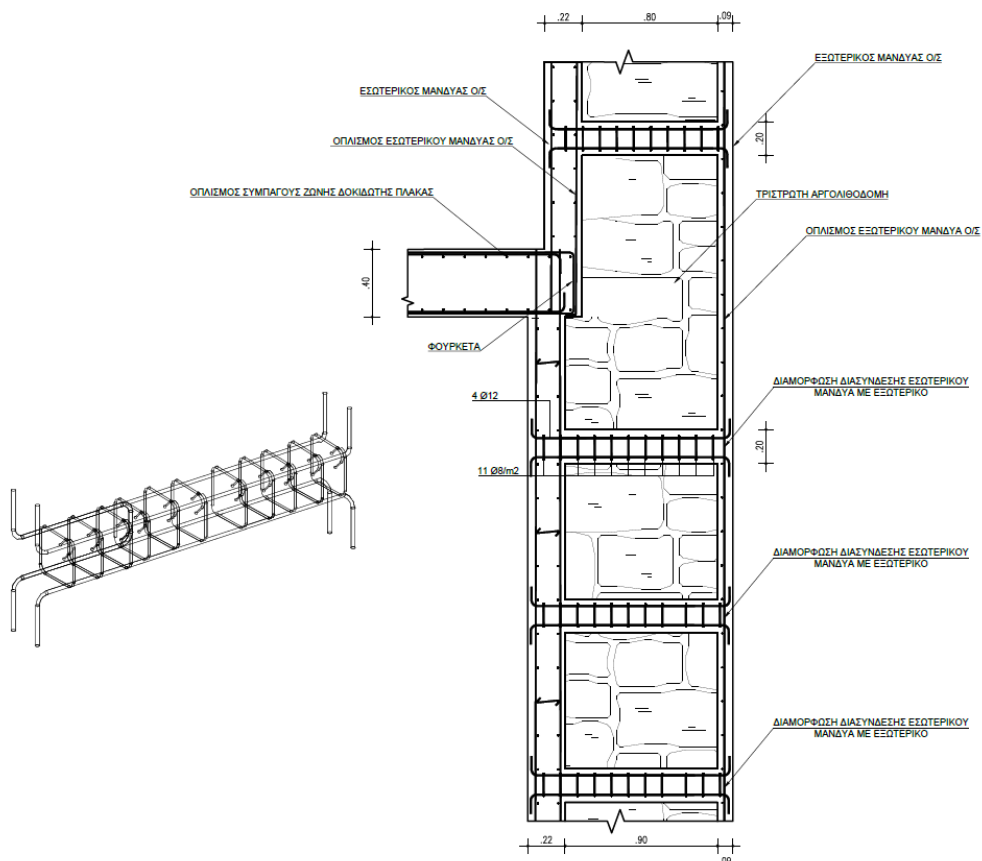 .22
.80
.09
ΕΞΩΤΕΡΙΚΟΣ ΜΑΝΔΥΑΣ Ο/Σ
ΕΣΩΤΕΡΙΚΟΣ ΜΑΝΔΥΑΣ Ο/Σ
.20
ΟΠΛΙΣΜΟΣ ΕΣΩΤΕΡΙΚΟΥ ΜΑΝΔΥΑΣ Ο/Σ
ΟΠΛΙΣΜΟΣ ΣΥΜΠΑΓΟΥΣ ΖΩΝΗΣ ΔΟΚΙΔΩΤΗΣ ΠΛΑΚΑΣ
ΤΡΙΣΤΡΩΤΗ ΑΡΓΟΛΙΘΟΔΟΜΗ
ΟΠΛΙΣΜΟΣ ΕΞΩΤΕΡΙΚΟΥ ΜΑΝΔΥΑ Ο/Σ
.40
ΦΟΥΡΚΕΤΑ
ΔΙΑΜΟΡΦΩΣΗ ΔΙΑΣΥΝΔΕΣΗΣ ΕΣΩΤΕΡΙΚΟΥ
ΜΑΝΔΥΑ ΜΕ ΕΞΩΤΕΡΙΚΟ
4 Ø12
.20
11 Ø8/m2
ΔΙΑΜΟΡΦΩΣΗ ΔΙΑΣΥΝΔΕΣΗΣ ΕΣΩΤΕΡΙΚΟΥ
ΜΑΝΔΥΑ ΜΕ ΕΞΩΤΕΡΙΚΟ
ΔΙΑΜΟΡΦΩΣΗ ΔΙΑΣΥΝΔΕΣΗΣ ΕΣΩΤΕΡΙΚΟΥ
ΜΑΝΔΥΑ ΜΕ ΕΞΩΤΕΡΙΚΟ
.22
.90
.09